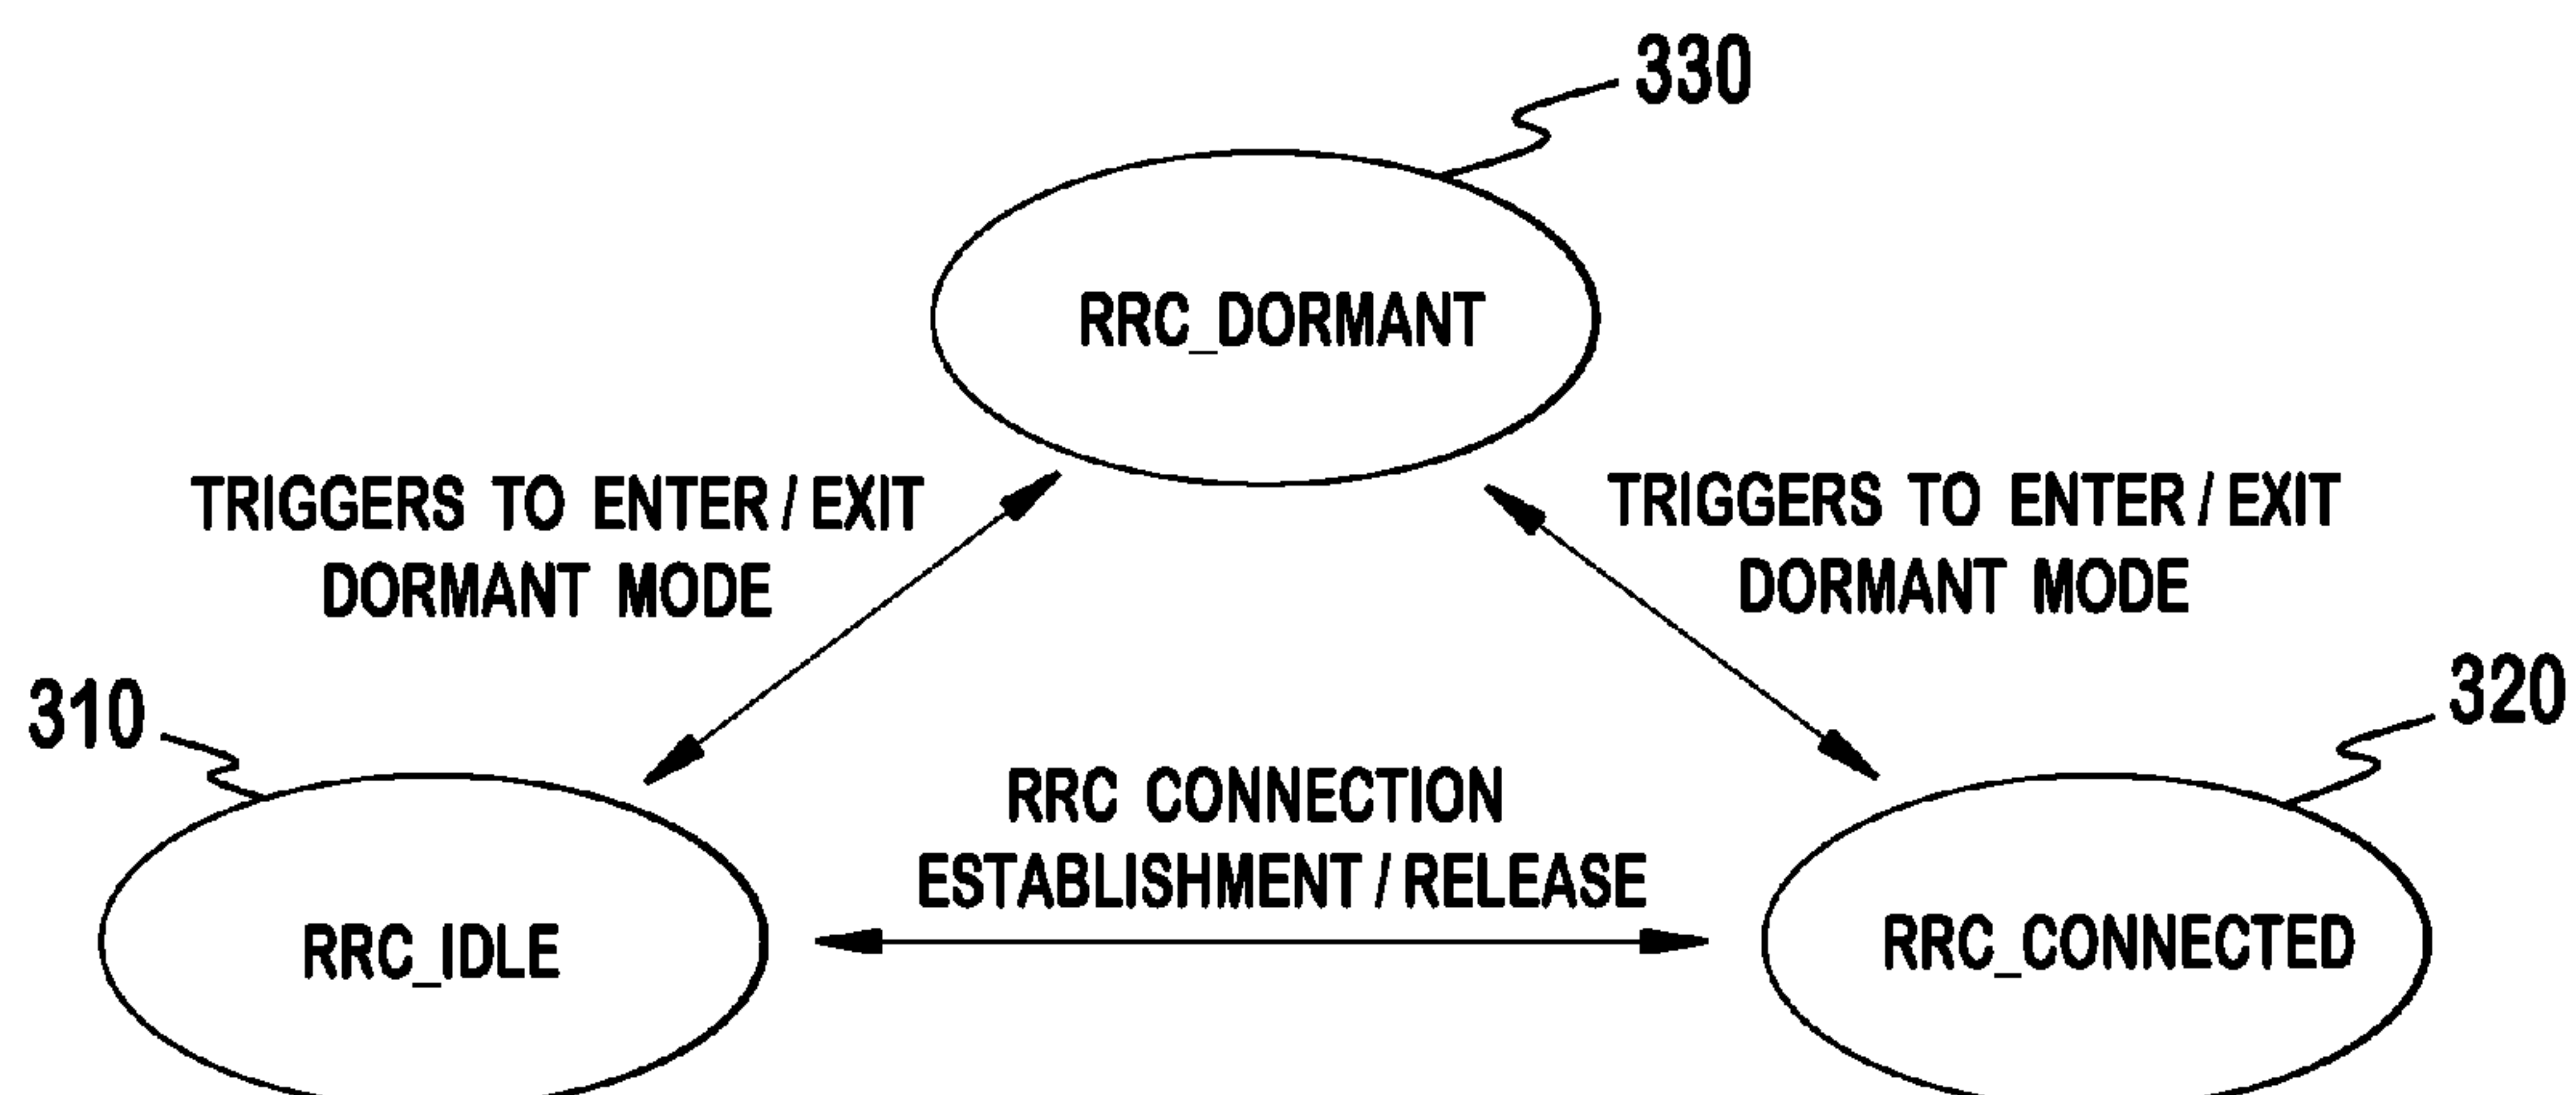 330
RRC_DORMANT
TRIGGERS TO ENTER / EXIT
DORMANT MODE
TRIGGERS TO ENTER / EXIT
DORMANT MODE
310
320
RRC CONNECTION
ESTABLISHMENT / RELEASE
RRC_IDLE
RRC_CONNECTED